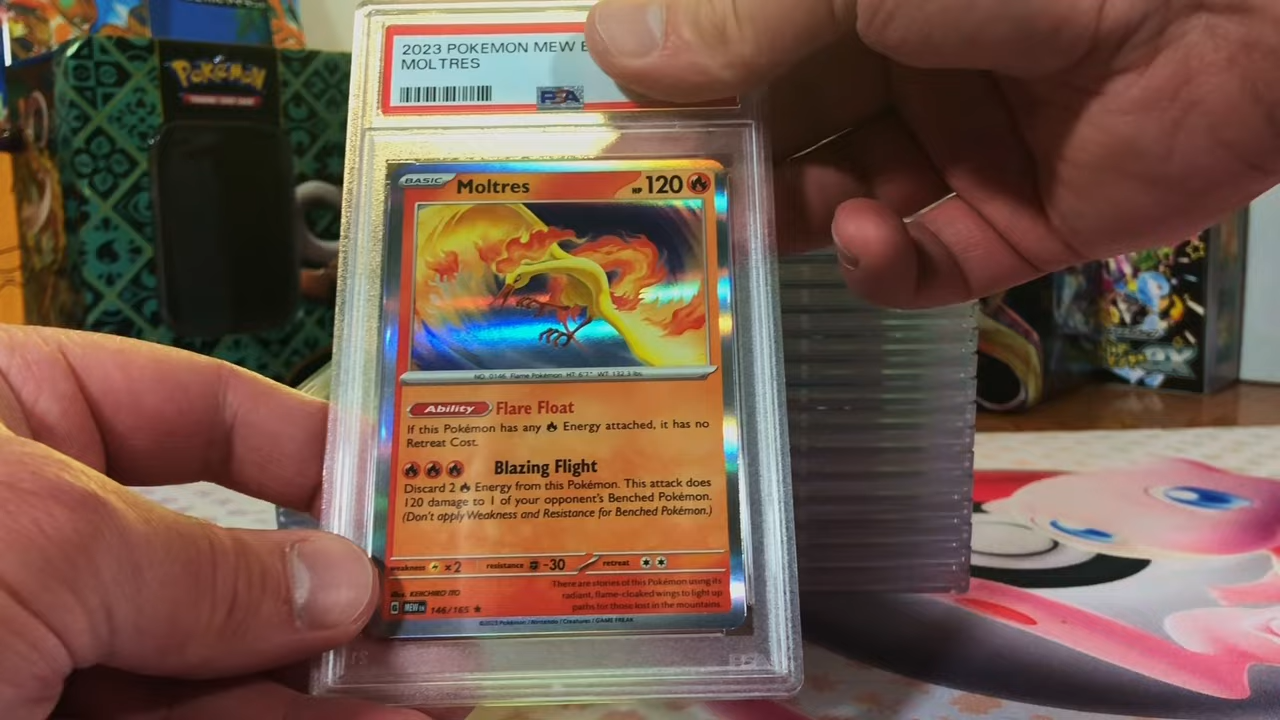 POKéMON
2023 POKEMON MEW E
MOLTRES
PSA
BASIC Moltres HP 120
NO. 0146 Flame Pokémon HT: 6'7" WT: 132.3 lbs
Ability Flare Float
If this Pokémon has any Energy attached, it has no
Retreat Cost.
Blazing Flight
Discard 2 Energy from this Pokémon. This attack does
120 damage to 1 of your opponent's Benched Pokémon.
(Don't apply Weakness and Resistance for Benched Pokémon.)
weakness x2 resistance -30 retreat
There are stories of this Pokémon using its
radiant, flame-cloaked wings to light up
paths for those lost in the mountains.
Illus. KEIICHIRO ITO
G MEW EN 146/165
©2023 Pokémon / Nintendo / Creatures / GAME FREAK